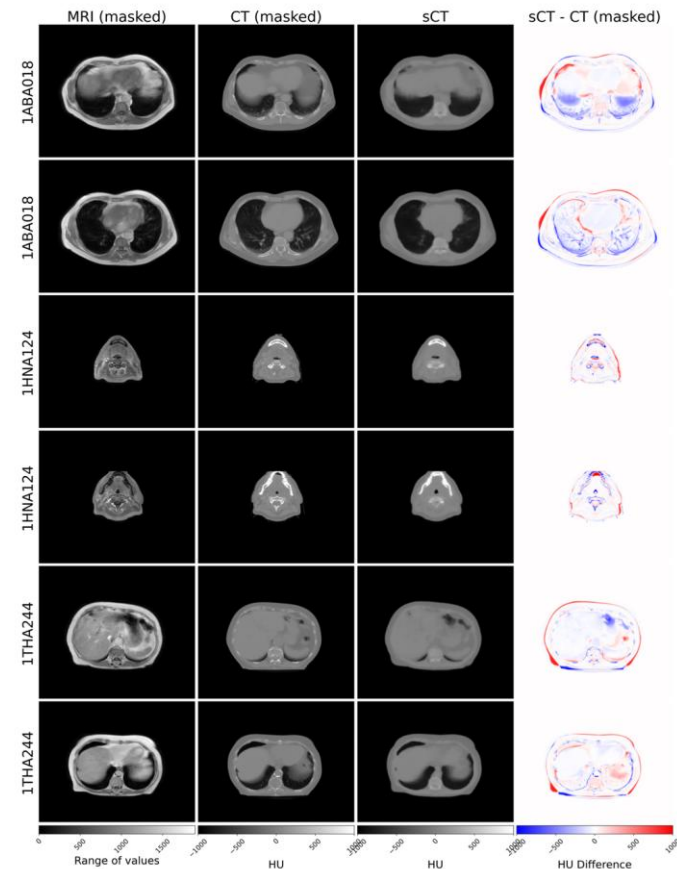 MRI (masked) CT (masked) sCT sCT - CT (masked)
1ABA018
1ABA018
1HNA124
1HNA124
1THA244
1THA244
0 500 1000 1500 -1000 -500 0 500 1000 -500 0 500 1000 -500 0 500 1000
Range of values HU HU HU Difference